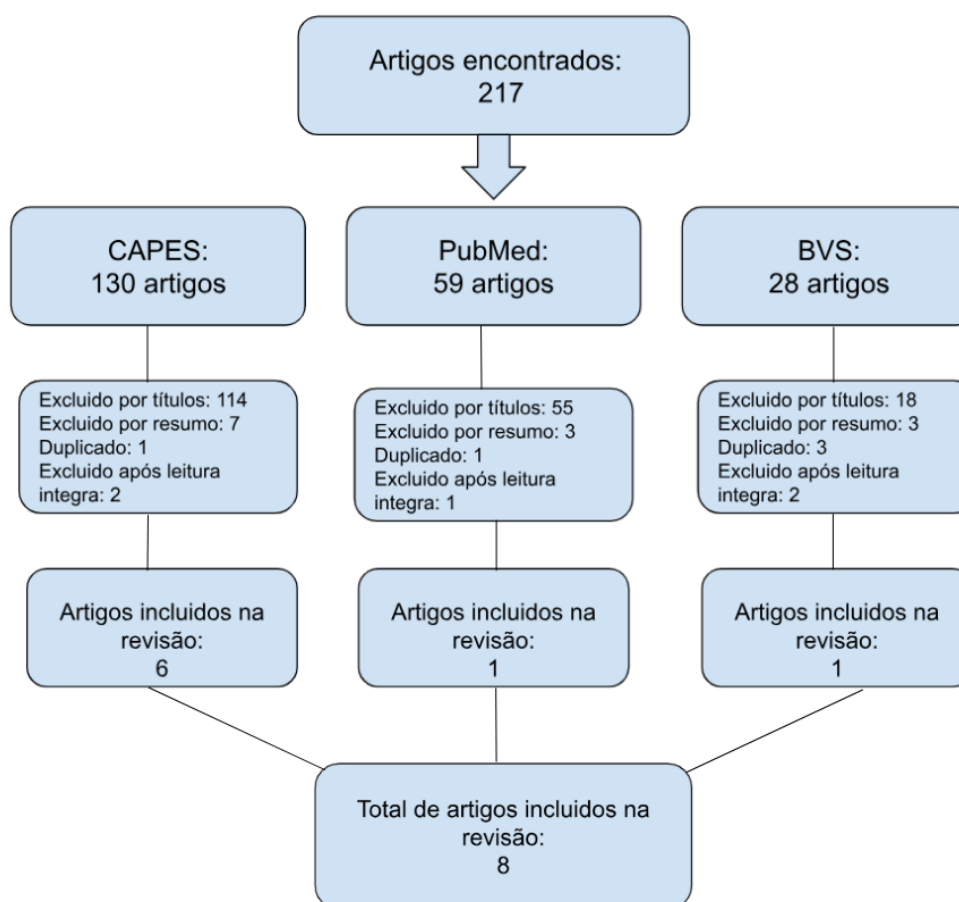 Artigos encontrados:
217
CAPES:
130 artigos
PubMed:
59 artigos
BVS:
28 artigos
Excluido por títulos: 114
Excluido por resumo: 7
Duplicado: 1
Excluido após leitura
integra: 2
Excluido por títulos: 55
Excluido por resumo: 3
Duplicado: 1
Excluido após leitura
integra: 1
Excluido por títulos: 18
Excluido por resumo: 3
Duplicado: 3
Excluido após leitura
integra: 2
Artigos incluidos na
revisão:
6
Artigos incluidos na
revisão:
1
Artigos incluidos na
revisão:
1
Total de artigos incluidos na
revisão:
8